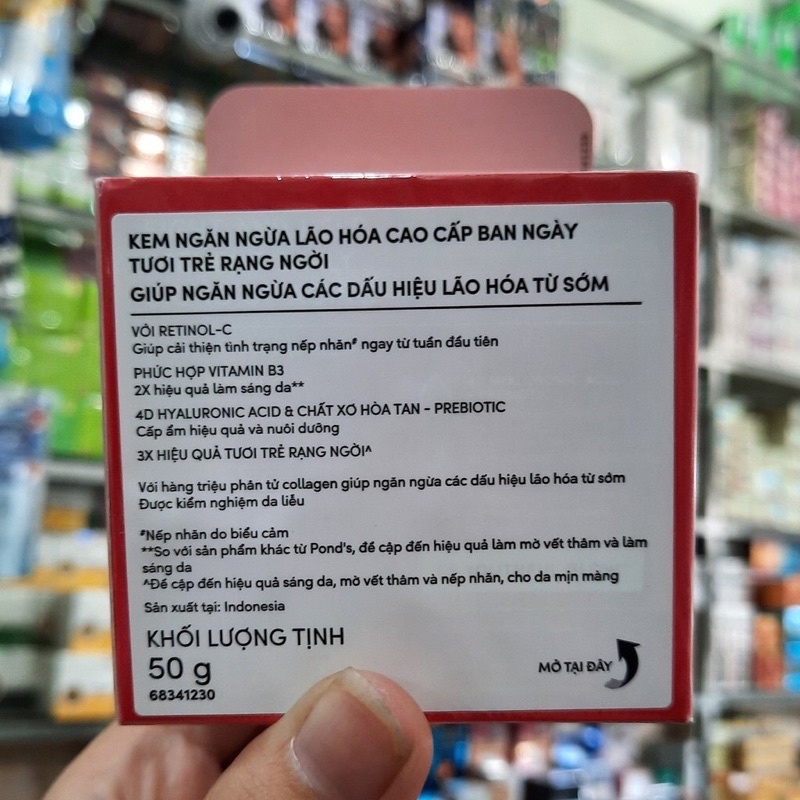 KEM NGĂN NGỪA LÃO HÓA CAO CẤP BAN NGÀY
TƯƠI TRẺ RẠNG NGỜI
GIÚP NGĂN NGỪA CÁC DẤU HIỆU LÃO HÓA TỪ SỚM
VỚI RETINOL-C
Giúp cải thiện tình trạng nếp nhăn# ngay từ tuần đầu tiên
PHỨC HỢP VITAMIN B3
2X hiệu quả làm sáng da**
4D HYALURONIC ACID & CHẤT XƠ HÒA TAN - PREBIOTIC
Cấp ẩm hiệu quả và nuôi dưỡng
3X HIỆU QUẢ TƯƠI TRẺ RẠNG NGỜI^
Với hàng triệu phân tử collagen giúp ngăn ngừa các dấu hiệu lão hóa từ sớm
Được kiểm nghiệm da liễu
#Nếp nhăn do biểu cảm
**So với sản phẩm khác từ Pond's, đề cập đến hiệu quả làm mờ vết thâm và làm
sáng da
^Đề cập đến hiệu quả sáng da, mờ vết thâm và nếp nhăn, cho da mịn màng
Sản xuất tại: Indonesia
KHỐI LƯỢNG TỊNH
50 g
68341230
MỞ TẠI ĐÂY